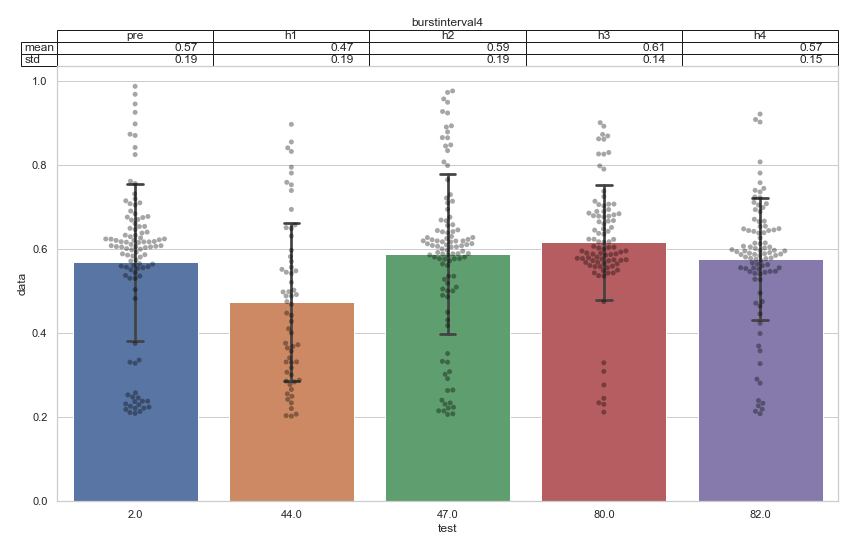 burstinterval4
pre h1 h2 h3 h4
mean 0.57 0.47 0.59 0.61 0.57
std 0.19 0.19 0.19 0.14 0.15
1.0
0.8
0.6
0.4
0.2
0.0
data
2.0 44.0 47.0 80.0 82.0
test